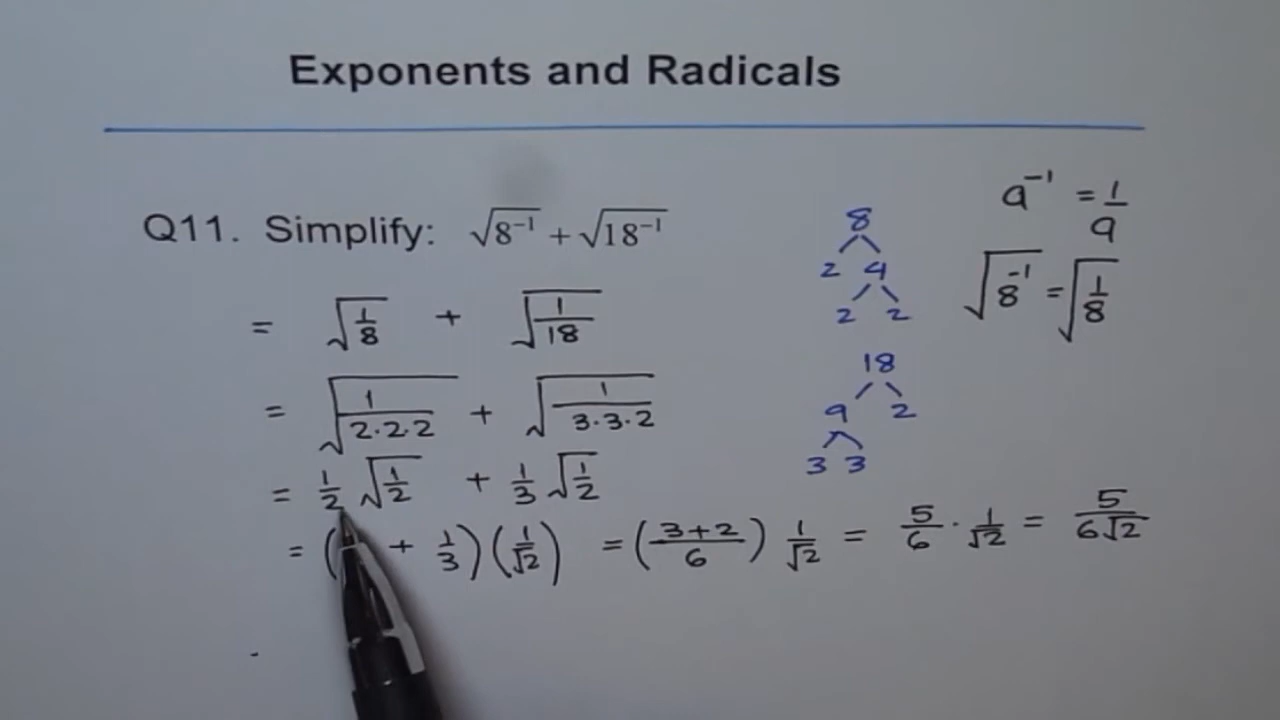 Exponents and Radicals
Q11. Simplify: √8⁻¹ + √18⁻¹
= √(1/8) + √(1/18)
= √(1/(2·2·2)) + √(1/(3·3·2))
= 1/2 √(1/2) + 1/3 √(1/2)
= ( + 1/3)(1/√2) = ((3+2)/6) 1/√2 = 5/6 · 1/√2 = 5/(6√2)
8
2 4
2 2
18
9 2
3 3
a⁻¹ = 1/a
√8⁻¹ = √(1/8)